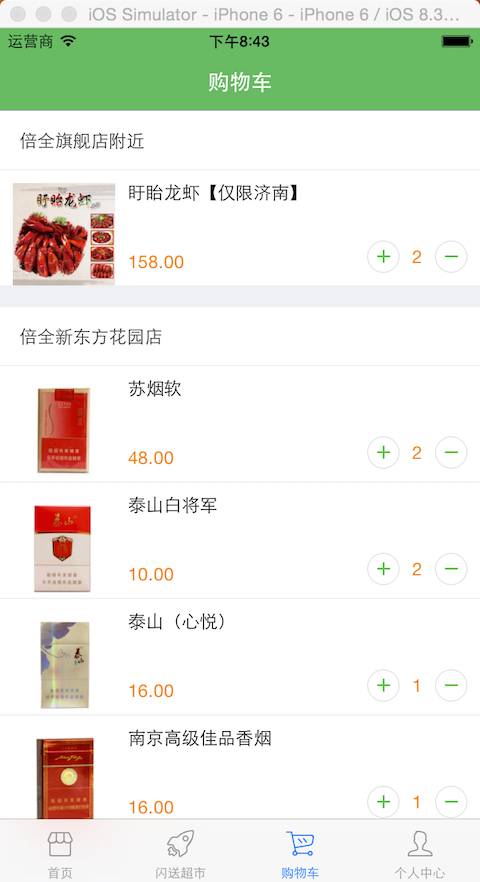 iOS Simulator - iPhone 6 - iPhone 6 / iOS 8.3...
运营商 下午8:43
购物车
倍全旗舰店附近
盱眙龙虾
盱眙龙虾【仅限济南】
158.00 2
倍全新东方花园店
苏烟软
48.00 2
泰山
泰山白将军
10.00 2
泰山
泰山（心悦）
16.00 1
南京高级佳品香烟
16.00 1
首页 闪送超市 购物车 个人中心